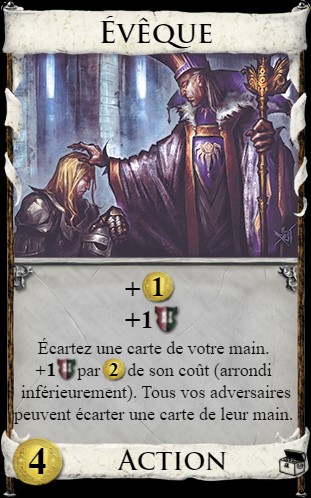 ÉVÊQUE
+ 1
+1
Écartez une carte de votre main.
+1 par 2 de son coût (arrondi
inférieurement). Tous vos adversaires
peuvent écarter une carte de leur main.
4 ACTION